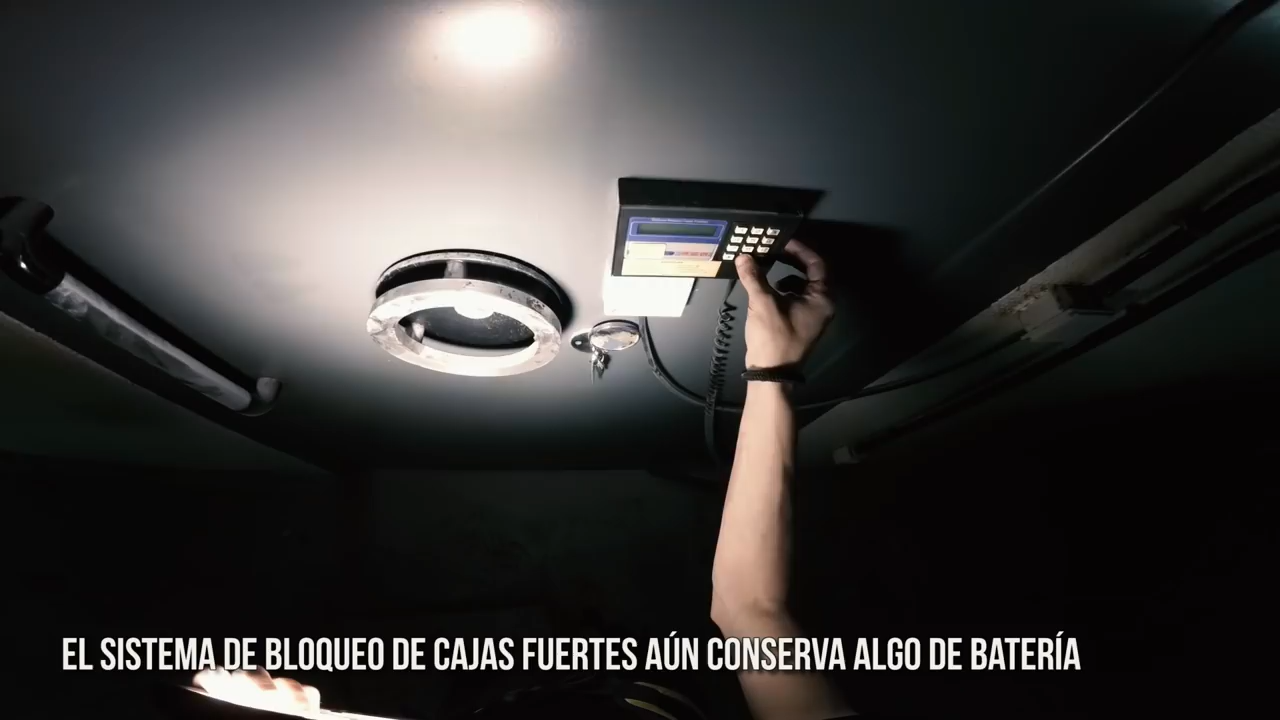 EL SISTEMA DE BLOQUEO DE CAJAS FUERTES AÚN CONSERVA ALGO DE BATERÍA